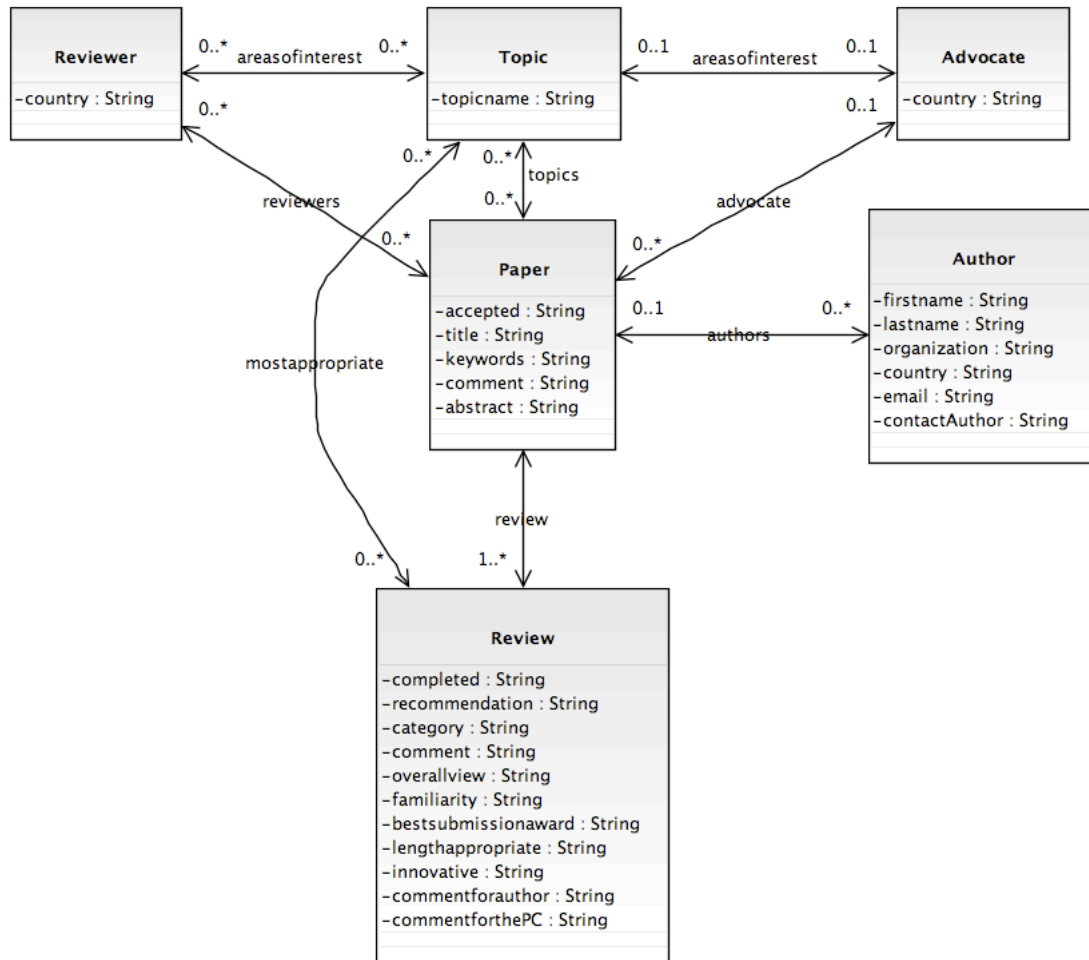 Reviewer
-country : String
0..*
0..*
areasofinterest
0..*
Topic
-topicname : String
0..1
0..1
areasofinterest
Advocate
-country : String
0..1
0..*
0..*
topics
0..*
reviewers
0..*
advocate
0..*
Paper
-accepted : String
-title : String
-keywords : String
-comment : String
-abstract : String
0..1
0..*
authors
Author
-firstname : String
-lastname : String
-organization : String
-country : String
-email : String
-contactAuthor : String
mostappropriate
review
0..*
1..*
Review
-completed : String
-recommendation : String
-category : String
-comment : String
-overallview : String
-familiarity : String
-bestsubmissionaward : String
-lengthappropriate : String
-innovative : String
-commentforauthor : String
-commentforthePC : String